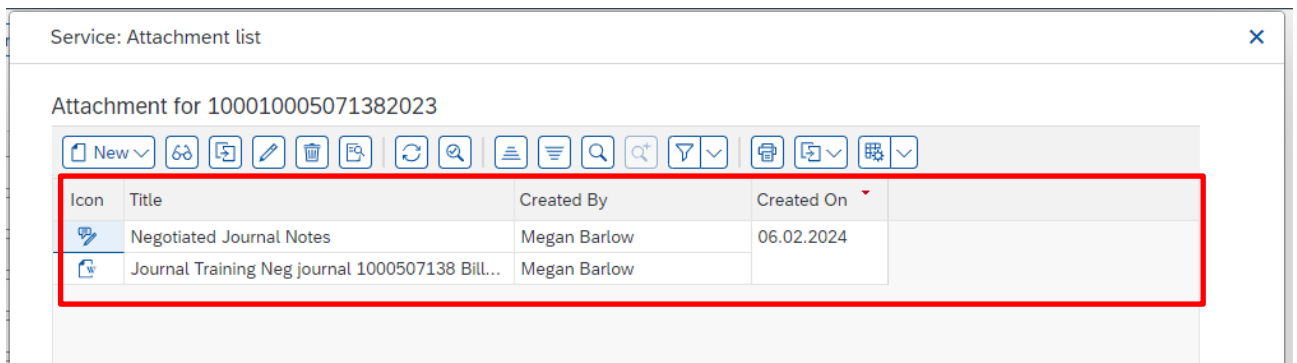 Service: Attachment list
Attachment for 100010005071382023
New
Icon Title Created By Created On
Negotiated Journal Notes Megan Barlow 06.02.2024
Journal Training Neg journal 1000507138 Bill... Megan Barlow